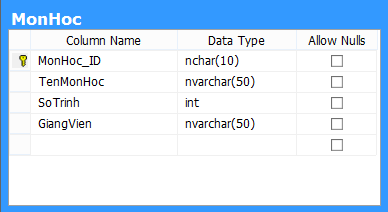 MonHoc
Column Name Data Type Allow Nulls
MonHoc_ID nchar(10)
TenMonHoc nvarchar(50)
SoTrinh int
GiangVien nvarchar(50)